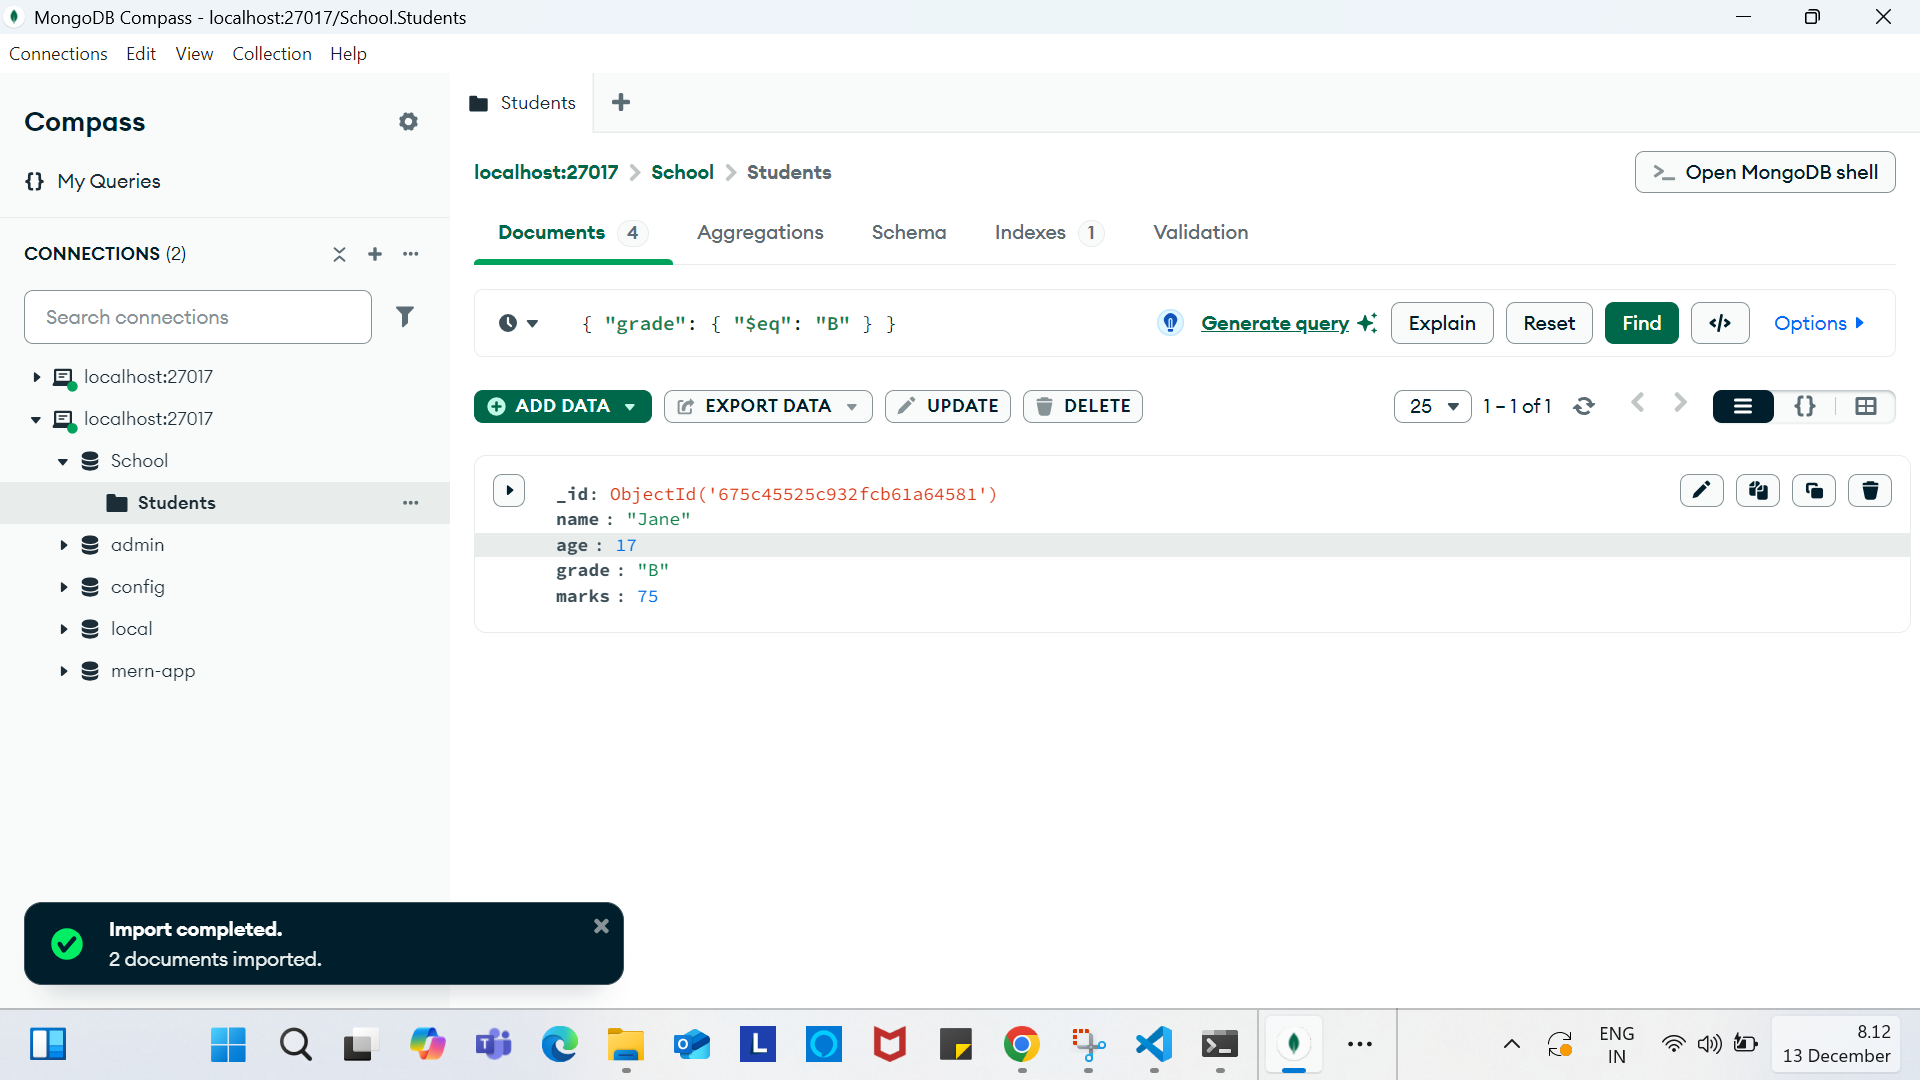 MongoDB Compass - localhost:27017/School.Students
Connections Edit View Collection Help
Compass
{} My Queries
CONNECTIONS (2)
Search connections
localhost:27017
localhost:27017
School
Students
admin
config
local
mern-app
Students
localhost:27017 > School > Students
>_ Open MongoDB shell
Documents 4 Aggregations Schema Indexes 1 Validation
{ "grade": { "$eq": "B" } }
Generate query Explain Reset Find </> Options
ADD DATA EXPORT DATA UPDATE DELETE
25 1 – 1 of 1 {}
_id: ObjectId('675c45525c932fcb61a64581')
name : "Jane"
age : 17
grade : "B"
marks : 75
Import completed.
2 documents imported.
L
ENG
IN
8.12
13 December